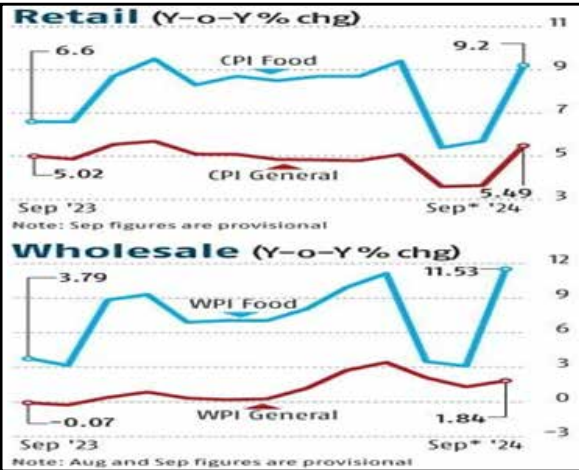 Retail (Y-o-Y % chg)
11
6.6
9.2
CPI Food
9
7
5
5.02
CPI General
5.49
3
Sep '23
Sep* '24
Note: Sep figures are provisional
Wholesale (Y-o-Y % chg)
12
3.79
11.53
9
WPI Food
6
3
0
-0.07
WPI General
1.84
-3
Sep '23
Sep* '24
Note: Aug and Sep figures are provisional